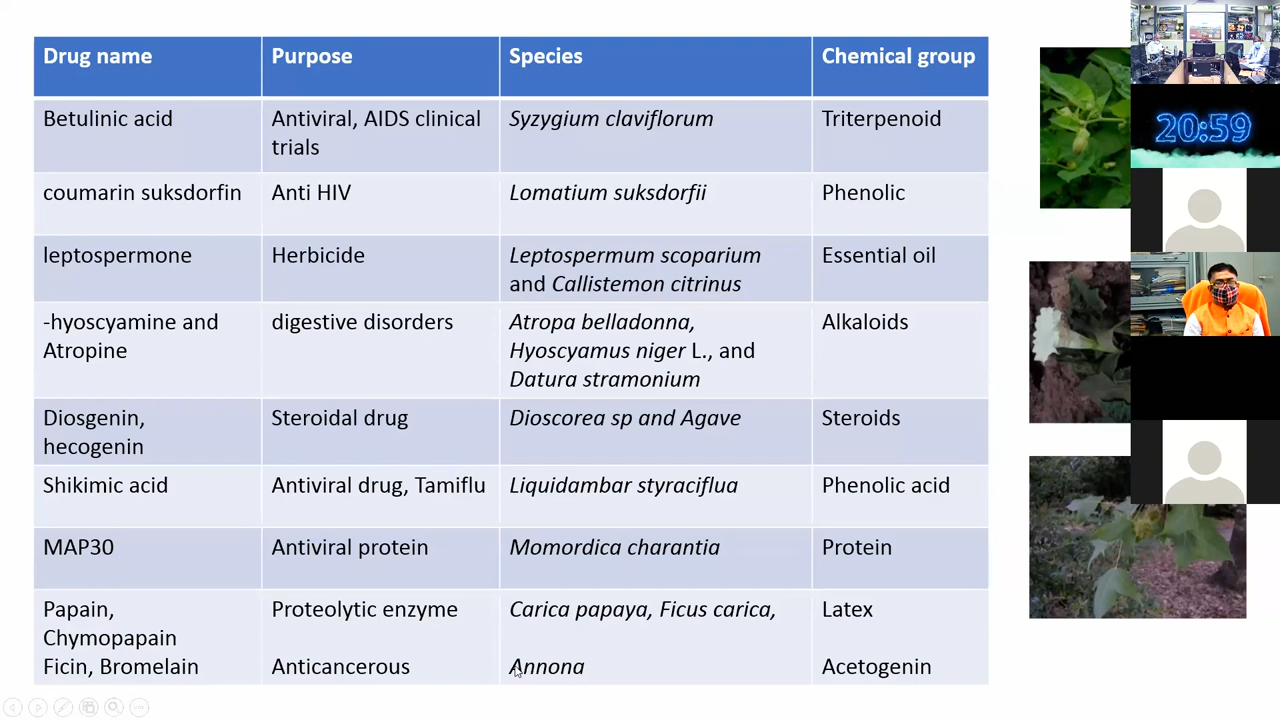 Drug name Purpose Species Chemical group
Betulinic acid Antiviral, AIDS clinical trials Syzygium claviflorum Triterpenoid
coumarin suksdorfin Anti HIV Lomatium suksdorfii Phenolic
leptospermone Herbicide Leptospermum scoparium and Callistemon citrinus Essential oil
-hyoscyamine and Atropine digestive disorders Atropa belladonna, Hyoscyamus niger L., and Datura stramonium Alkaloids
Diosgenin, hecogenin Steroidal drug Dioscorea sp and Agave Steroids
Shikimic acid Antiviral drug, Tamiflu Liquidambar styraciflua Phenolic acid
MAP30 Antiviral protein Momordica charantia Protein
Papain, Chymopapain Proteolytic enzyme Carica papaya, Ficus carica, Latex
Ficin, Bromelain Anticancerous Annona Acetogenin
20:59